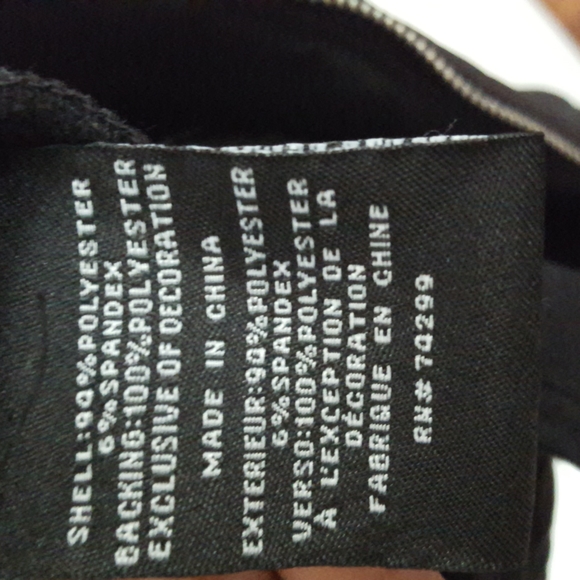 SHELL:94%POLYESTER
6%SPANDEX
BACKING:100%POLYESTER
EXCLUSIVE OF DECORATION
MADE IN CHINA
EXTERIEUR:94%POLYESTER
6%SPANDEX
VERSO:100%POLYESTER
À L'EXCEPTION DE LA
DÉCORATION
FABRIQUE EN CHINE
RN#74299